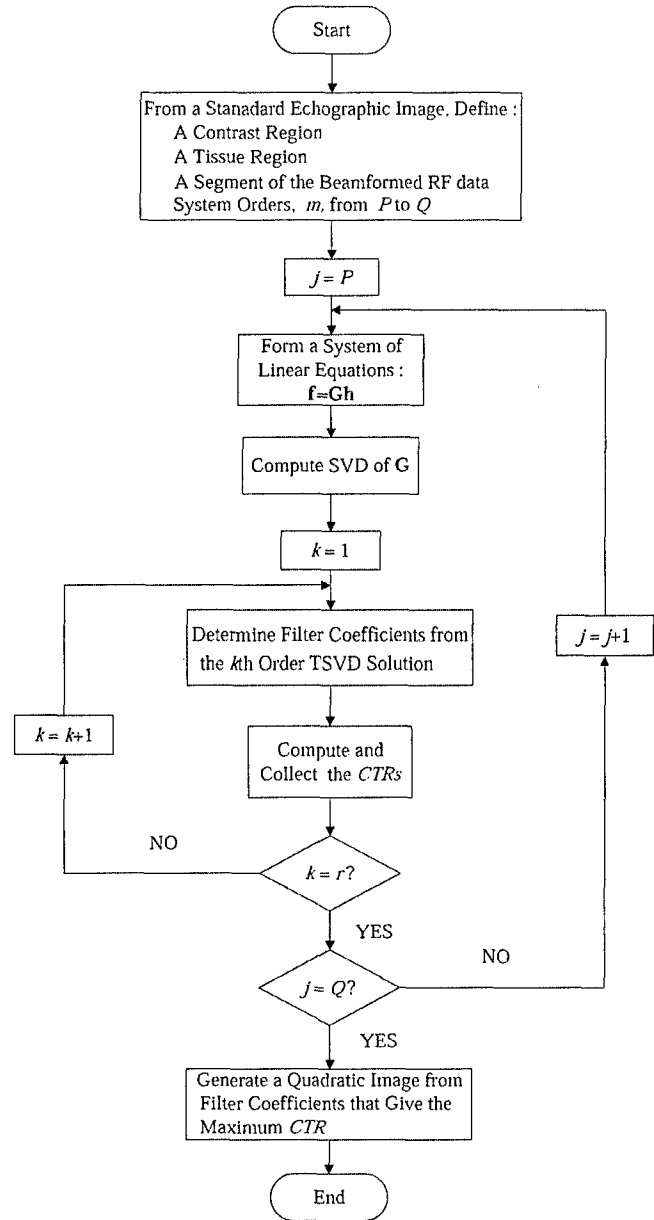 Start
From a Stanadard Echographic Image, Define :
A Contrast Region
A Tissue Region
A Segment of the Beamformed RF data
System Orders, m, from P to Q
j = P
Form a System of
Linear Equations :
f=Gh
Compute SVD of G
k = 1
Determine Filter Coefficients from
the kth Order TSVD Solution
j = j+1
k = k+1
Compute and
Collect the CTRs
NO
k = r?
YES
NO
j = Q?
YES
Generate a Quadratic Image from
Filter Coefficients that Give the
Maximum CTR
End